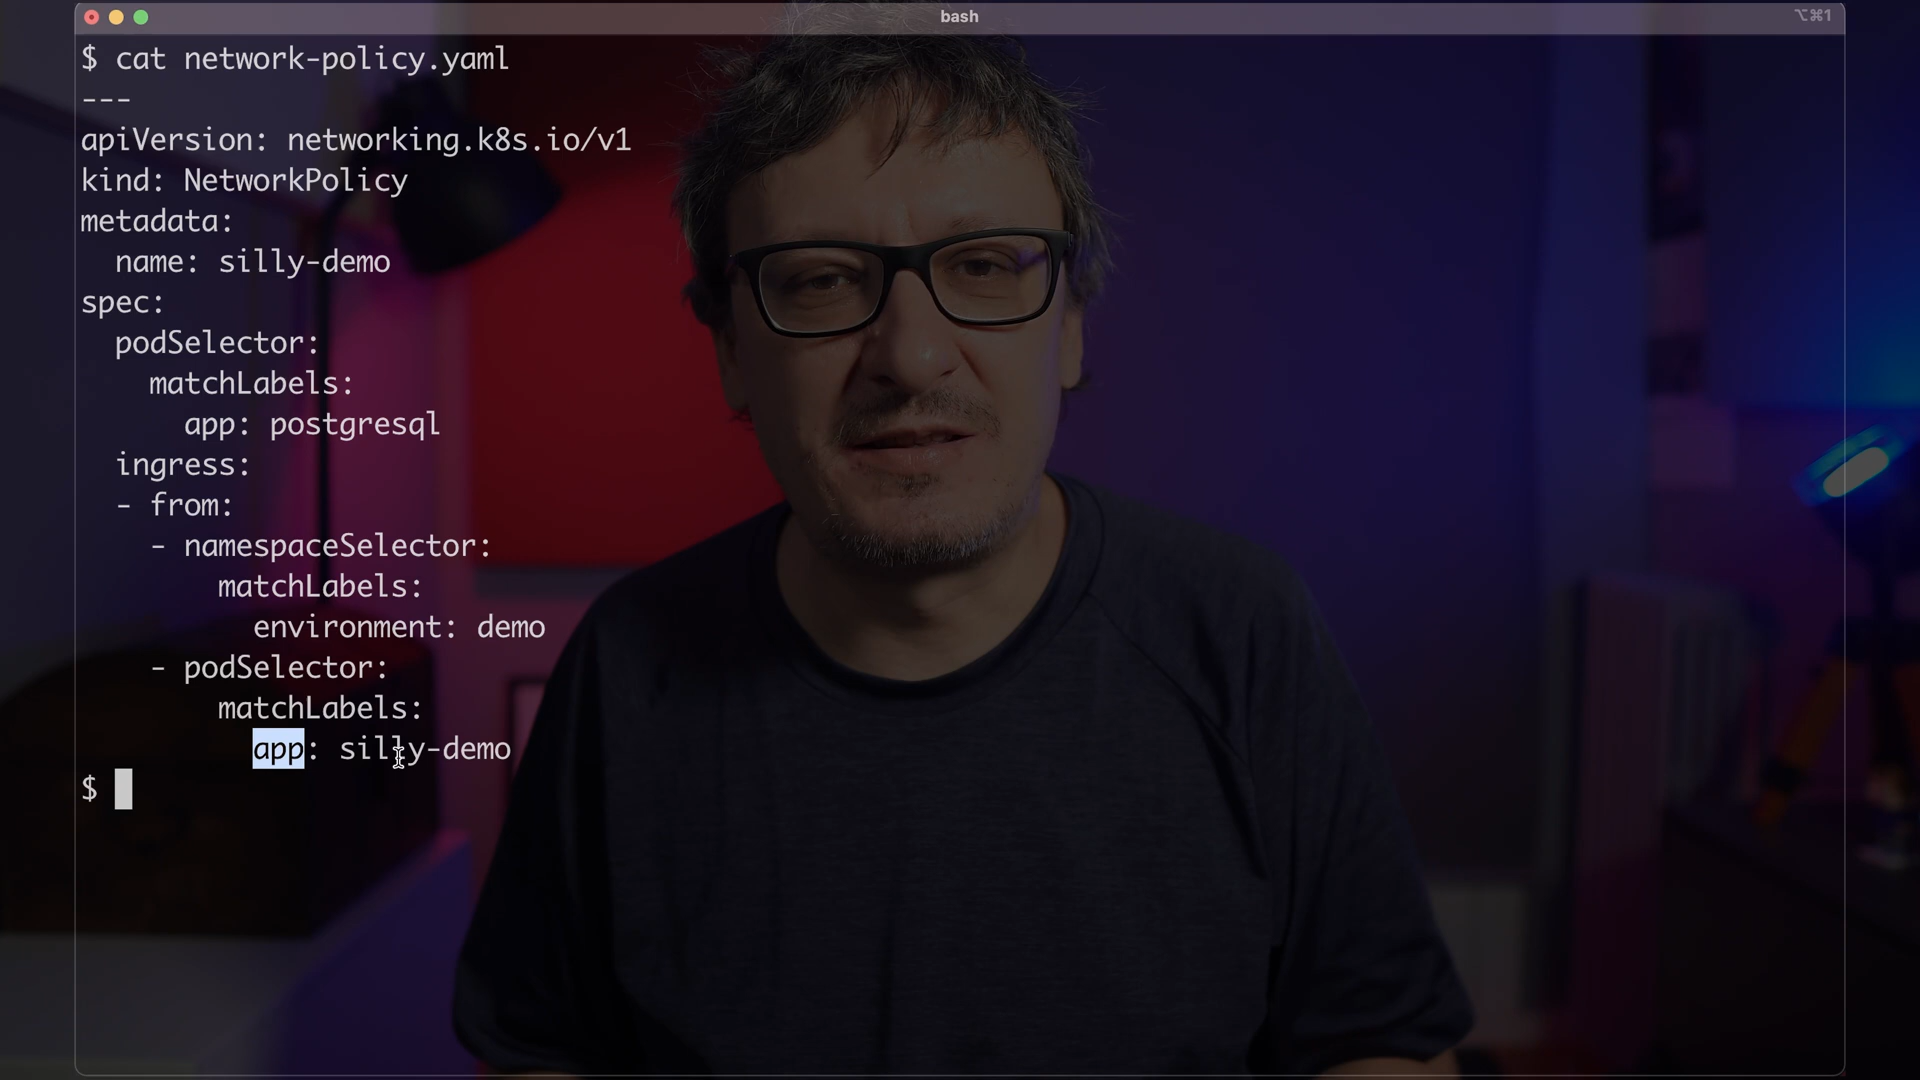 bash
⌥⌘1
$ cat network-policy.yaml
---
apiVersion: networking.k8s.io/v1
kind: NetworkPolicy
metadata:
  name: silly-demo
spec:
  podSelector:
    matchLabels:
      app: postgresql
  ingress:
  - from:
    - namespaceSelector:
        matchLabels:
          environment: demo
    - podSelector:
        matchLabels:
          app: silly-demo
$